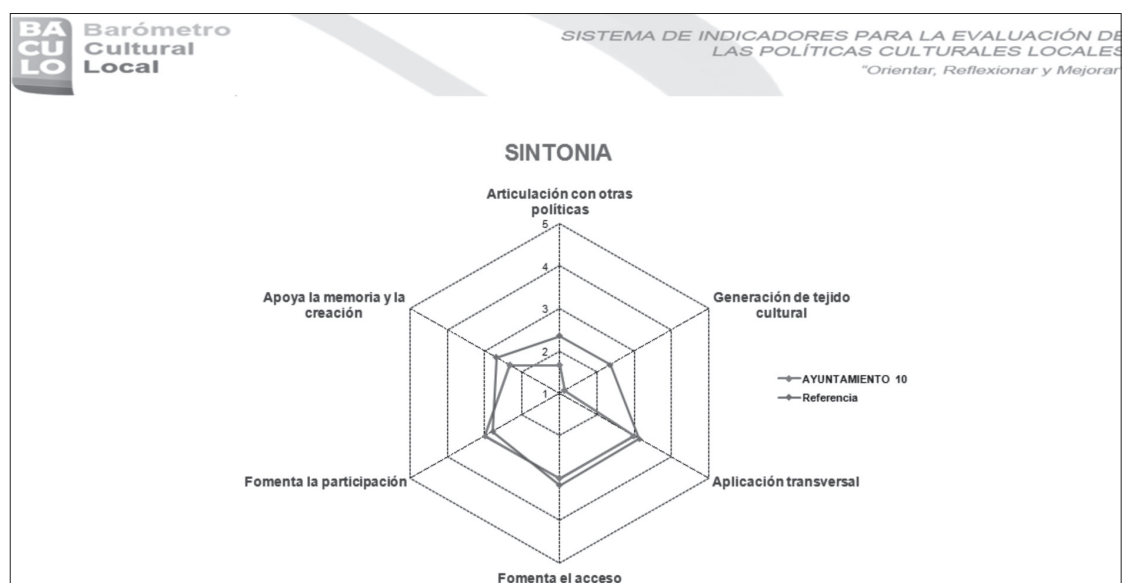 BÁ
CU
LO
Barómetro
Cultural
Local
SISTEMA DE INDICADORES PARA LA EVALUACIÓN DE
LAS POLÍTICAS CULTURALES LOCALES
"Orientar, Reflexionar y Mejorar"
SINTONIA
Articulación con otras
políticas
5
4
3
2
1
Generación de tejido
cultural
Aplicación transversal
Fomenta el acceso
Fomenta la participación
Apoya la memoria y la
creación
AYUNTAMIENTO 10
Referencia